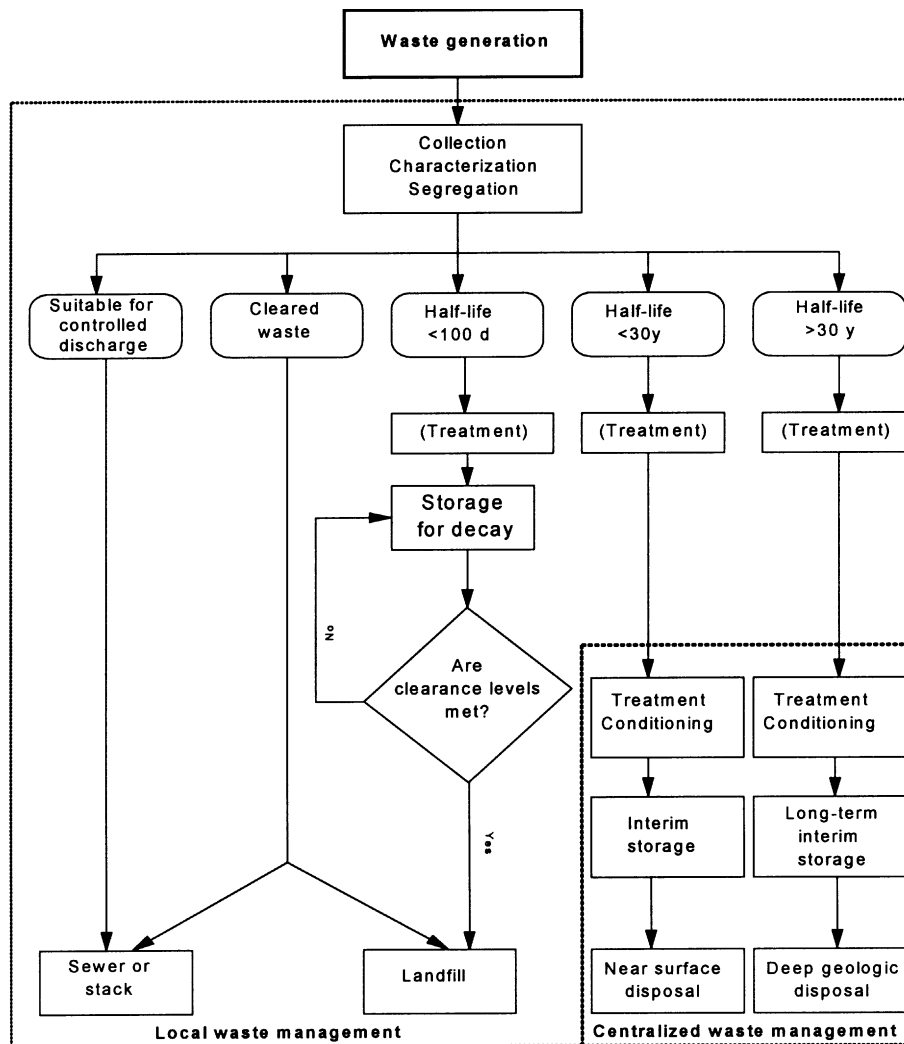 Waste generation
Collection
Characterization
Segregation
Suitable for
controlled
discharge
Cleared
waste
Half-life
<100 d
Half-life
<30y
Half-life
>30 y
(Treatment)
(Treatment)
(Treatment)
Storage
for decay
No
Are
clearance levels
met?
Yes
Treatment
Conditioning
Treatment
Conditioning
Interim
storage
Long-term
interim
storage
Sewer or
stack
Landfill
Near surface
disposal
Deep geologic
disposal
Local waste management
Centralized waste management